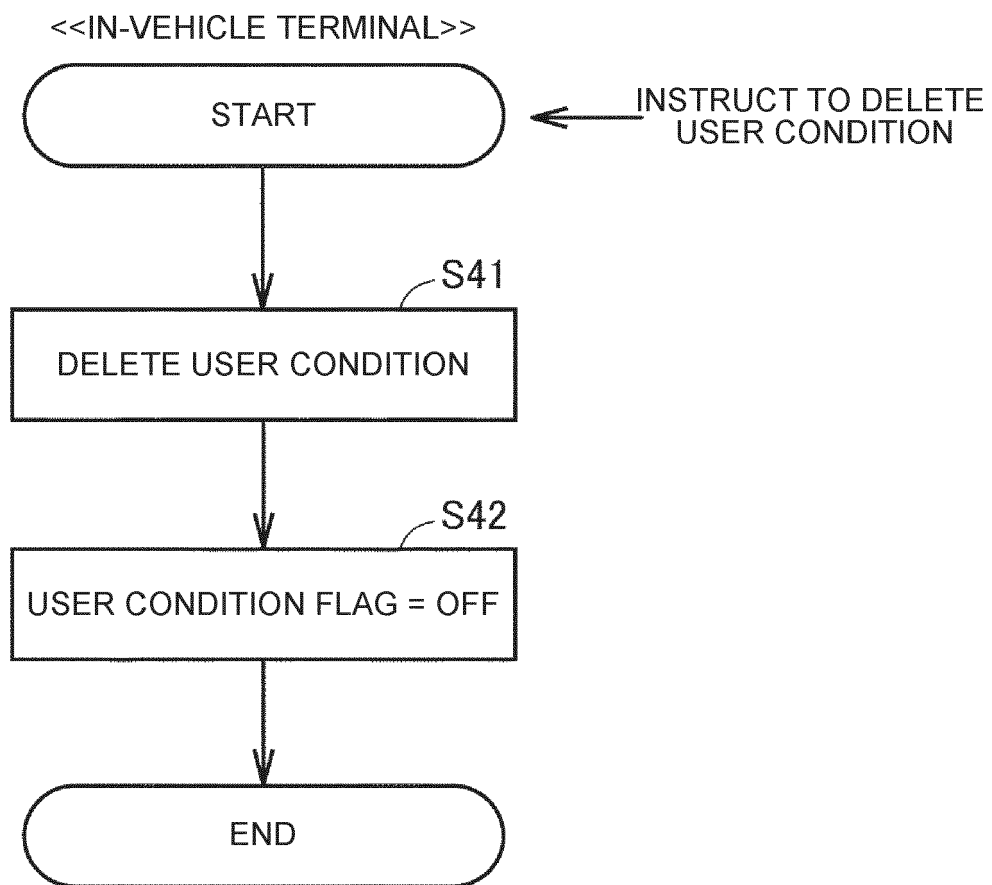 <<IN-VEHICLE TERMINAL>>
START
INSTRUCT TO DELETE
USER CONDITION
S41
DELETE USER CONDITION
S42
USER CONDITION FLAG = OFF
END